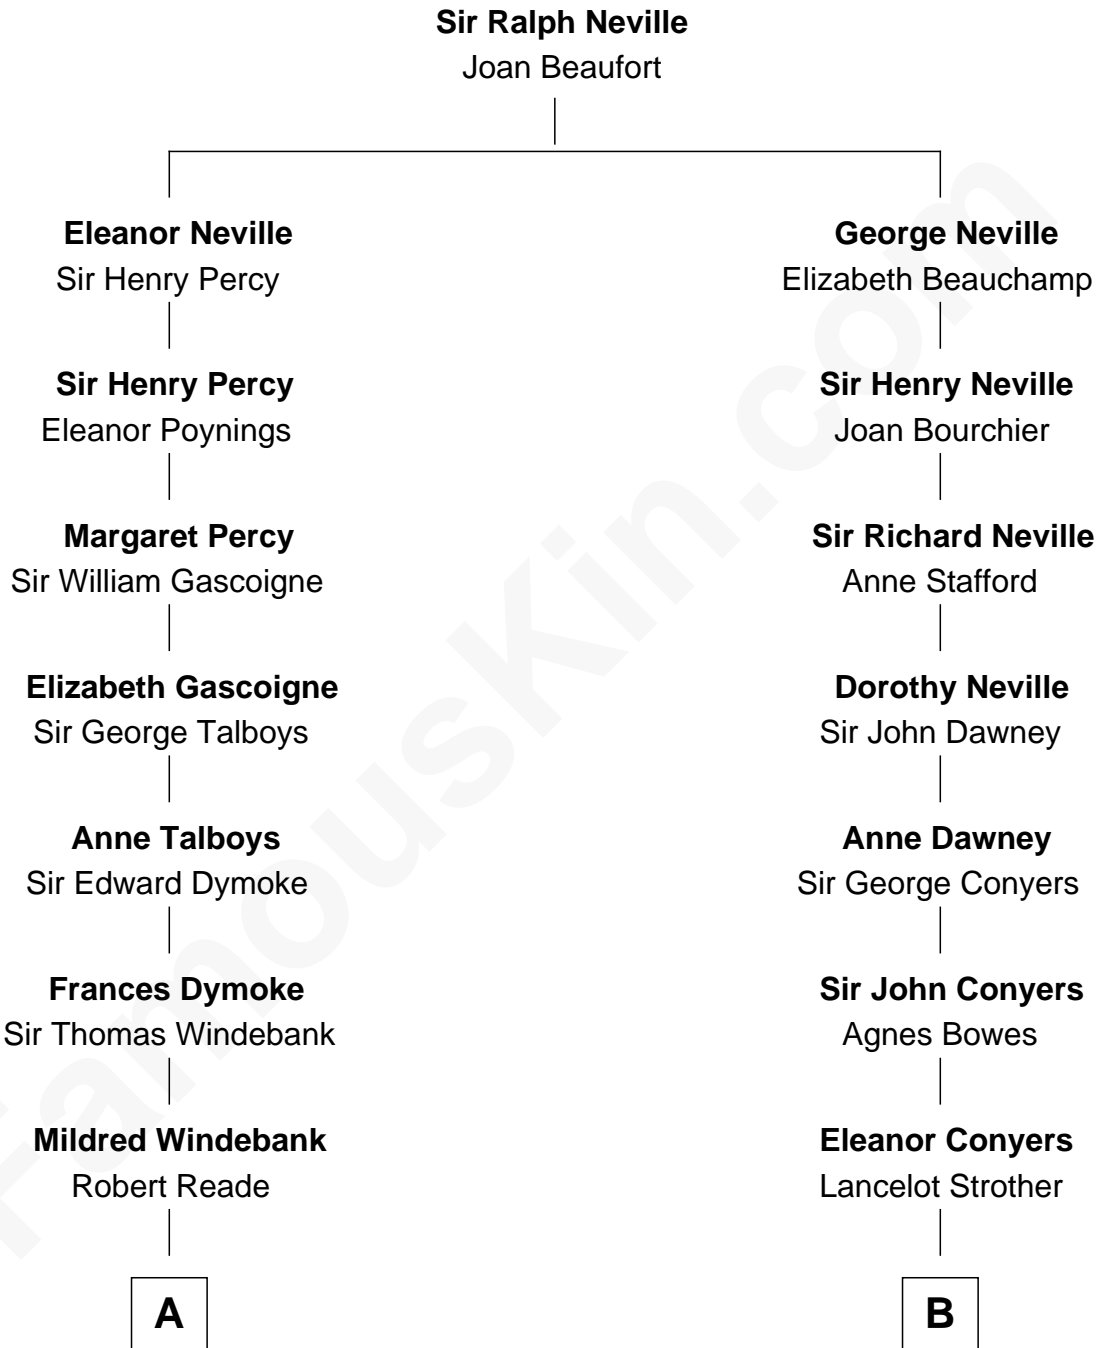 Sir Ralph Neville
Joan Beaufort
Eleanor Neville
Sir Henry Percy
George Neville
Elizabeth Beauchamp
Sir Henry Percy
Eleanor Poynings
Sir Henry Neville
Joan Bourchier
Margaret Percy
Sir William Gascoigne
Sir Richard Neville
Anne Stafford
Elizabeth Gascoigne
Sir George Talboys
Dorothy Neville
Sir John Dawney
Anne Talboys
Sir Edward Dymoke
Anne Dawney
Sir George Conyers
Frances Dymoke
Sir Thomas Windebank
Sir John Conyers
Agnes Bowes
Mildred Windebank
Robert Reade
Eleanor Conyers
Lancelot Strother
A
B
FamousKin.com